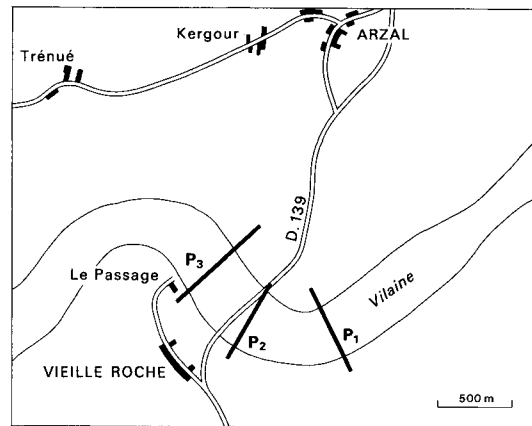 Kergour
ARZAL
Trénué
D. 139
P₃
Le Passage
Vilaine
P₂
P₁
VIEILLE ROCHE
500 m